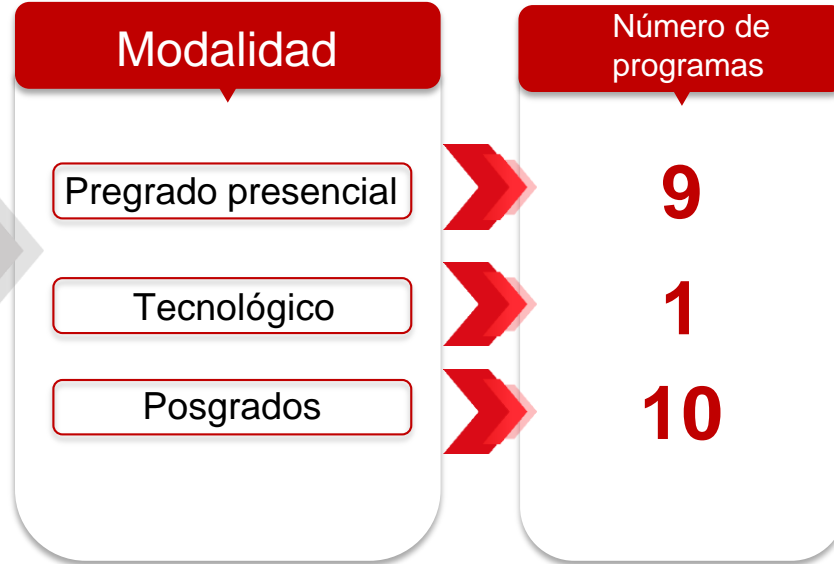 Modalidad
Número de
programas
Pregrado presencial
9
Tecnológico
1
Posgrados
10